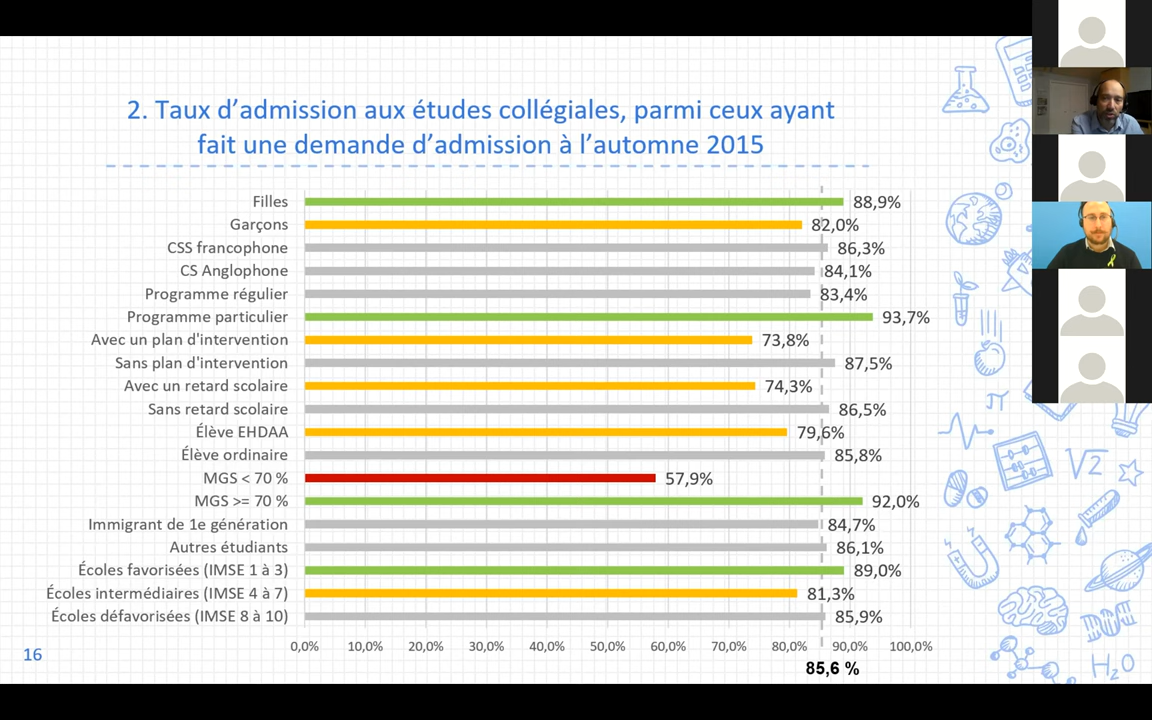 2. Taux d’admission aux études collégiales, parmi ceux ayant
fait une demande d’admission à l’automne 2015
Filles 88,9%
Garçons 82,0%
CSS francophone 86,3%
CS Anglophone 84,1%
Programme régulier 83,4%
Programme particulier 93,7%
Avec un plan d'intervention 73,8%
Sans plan d'intervention 87,5%
Avec un retard scolaire 74,3%
Sans retard scolaire 86,5%
Élève EHDAA 79,6%
Élève ordinaire 85,8%
MGS < 70 % 57,9%
MGS >= 70 % 92,0%
Immigrant de 1e génération 84,7%
Autres étudiants 86,1%
Écoles favorisées (IMSE 1 à 3) 89,0%
Écoles intermédiaires (IMSE 4 à 7) 81,3%
Écoles défavorisées (IMSE 8 à 10) 85,9%
0,0% 10,0% 20,0% 30,0% 40,0% 50,0% 60,0% 70,0% 80,0% 90,0% 100,0%
85,6 %
16
π
√2
H₂O